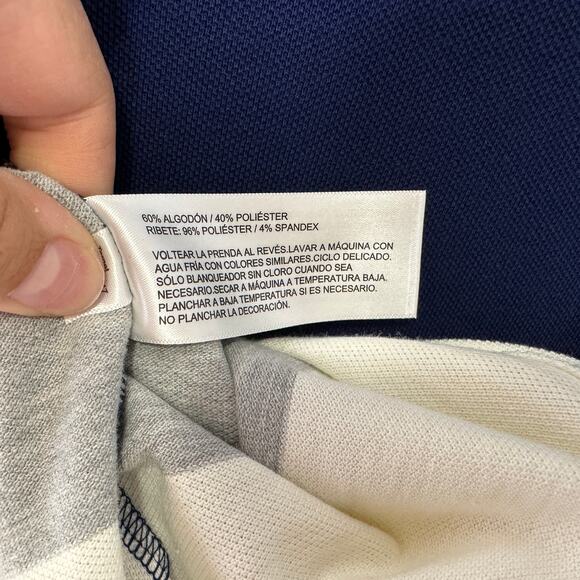 60% ALGODÓN / 40% POLIÉSTER
RIBETE: 96% POLIÉSTER / 4% SPANDEX
VOLTEAR LA PRENDA AL REVÉS.LAVAR A MÁQUINA CON
AGUA FRÍA CON COLORES SIMILARES.CICLO DELICADO.
SÓLO BLANQUEADOR SIN CLORO CUANDO SEA
NECESARIO.SECAR A MÁQUINA A TEMPERATURA BAJA.
PLANCHAR A BAJA TEMPERATURA SI ES NECESARIO.
NO PLANCHAR LA DECORACIÓN.